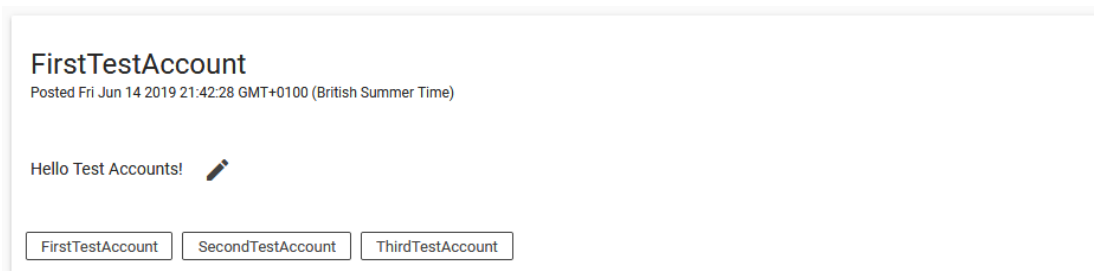 FirstTestAccount
Posted Fri Jun 14 2019 21:42:28 GMT+0100 (British Summer Time)
Hello Test Accounts!
FirstTestAccount SecondTestAccount ThirdTestAccount